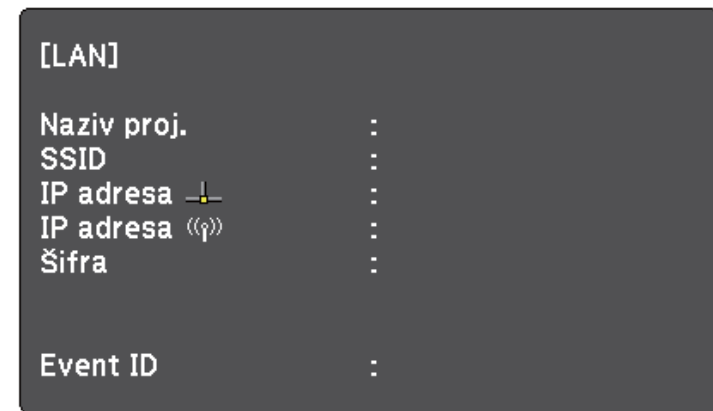 [LAN]
Naziv proj. :
SSID :
IP adresa :
IP adresa :
Šifra :
Event ID :